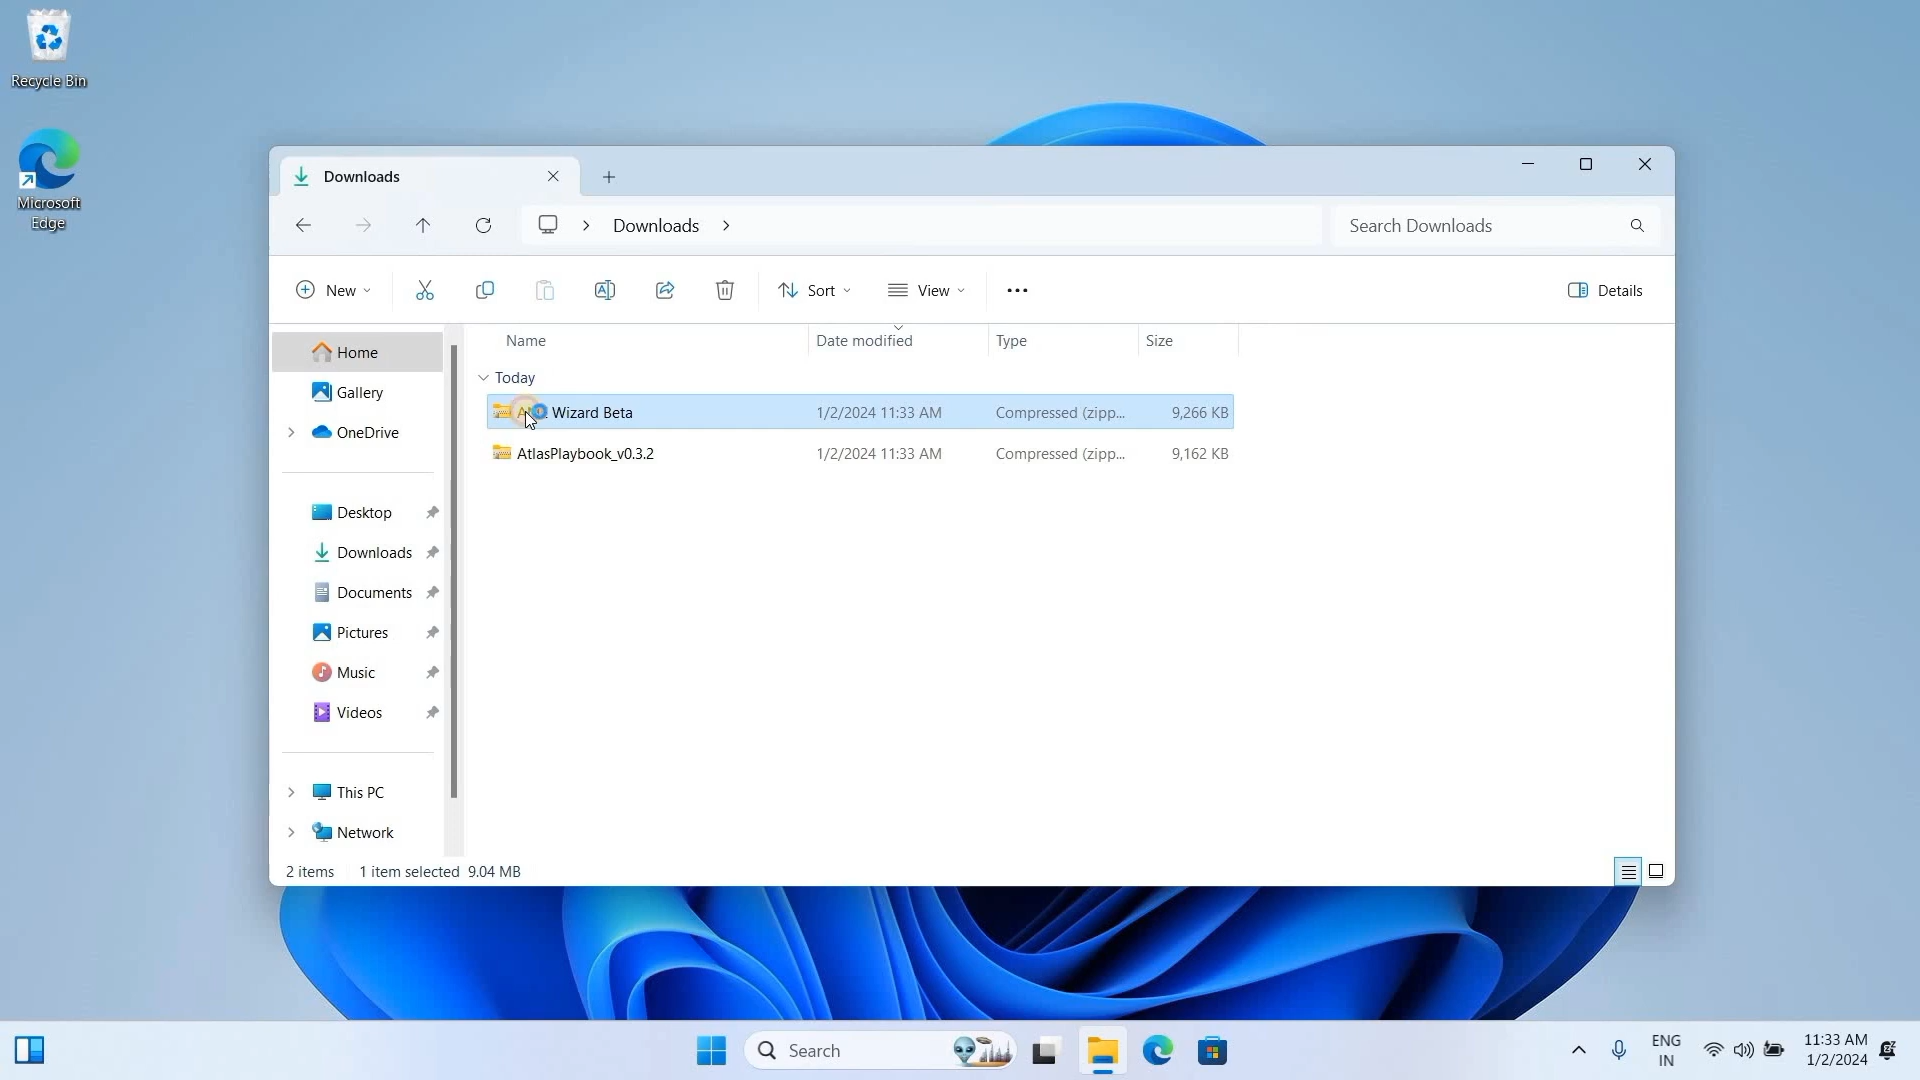 Recycle Bin
Microsoft
Edge
Downloads
Downloads
Search Downloads
New
Sort
View
Details
Home
Gallery
OneDrive
Desktop
Downloads
Documents
Pictures
Music
Videos
This PC
Network
Name Date modified Type Size
Today
Wizard Beta 1/2/2024 11:33 AM Compressed (zipp... 9,266 KB
AtlasPlaybook_v0.3.2 1/2/2024 11:33 AM Compressed (zipp... 9,162 KB
2 items 1 item selected 9.04 MB
Search
ENG
IN
11:33 AM
1/2/2024